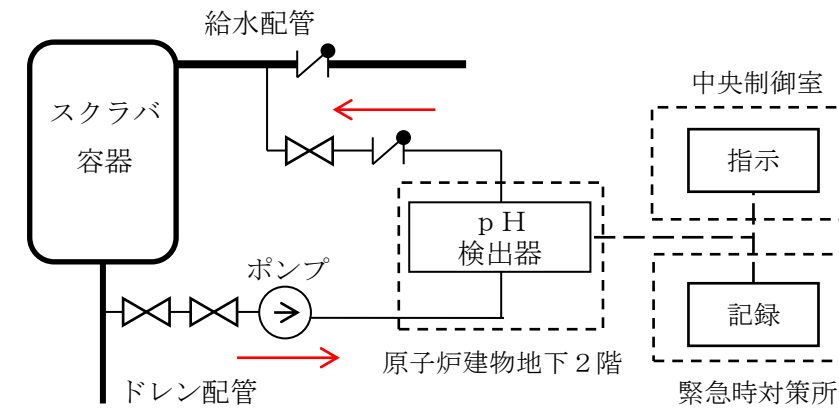 給水配管
スクラバ
容器
中央制御室
指示
ｐＨ
検出器
ポンプ
記録
原子炉建物地下２階
ドレン配管
緊急時対策所